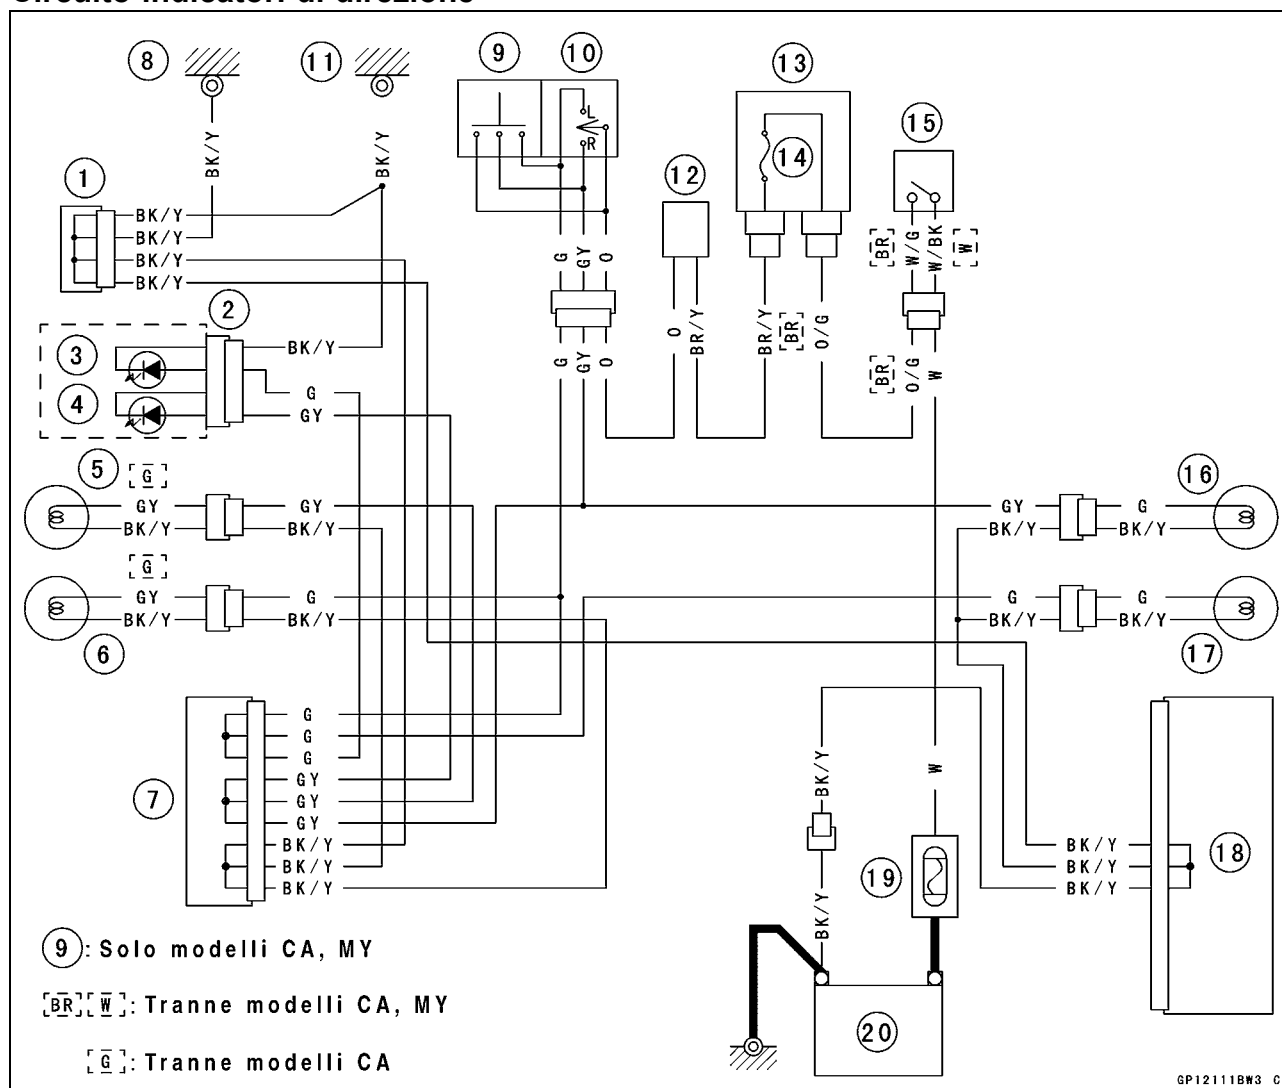 Circuito indicatori di direzione
8
11
9
10
13
BK/Y
BK/Y
L
R
14
15
1
12
BK/Y
BK/Y
BK/Y
BK/Y
G
GY
O
BR
W/G
W/BK
W
2
O
BR/Y
BR/Y
BR
O/G
3
BK/Y
G
GY
O
BR
O/G
W
4
G
GY
5
G
16
GY
GY
GY
G
BK/Y
BK/Y
BK/Y
BK/Y
G
GY
G
G
G
BK/Y
BK/Y
BK/Y
BK/Y
6
17
G
G
G
BK/Y
W
7
GY
GY
GY
BK/Y
BK/Y
BK/Y
BK/Y
BK/Y
BK/Y
18
19
BK/Y
9: Solo modelli CA, MY
BR W: Tranne modelli CA, MY
20
G: Tranne modelli CA
GP12111BW3 C